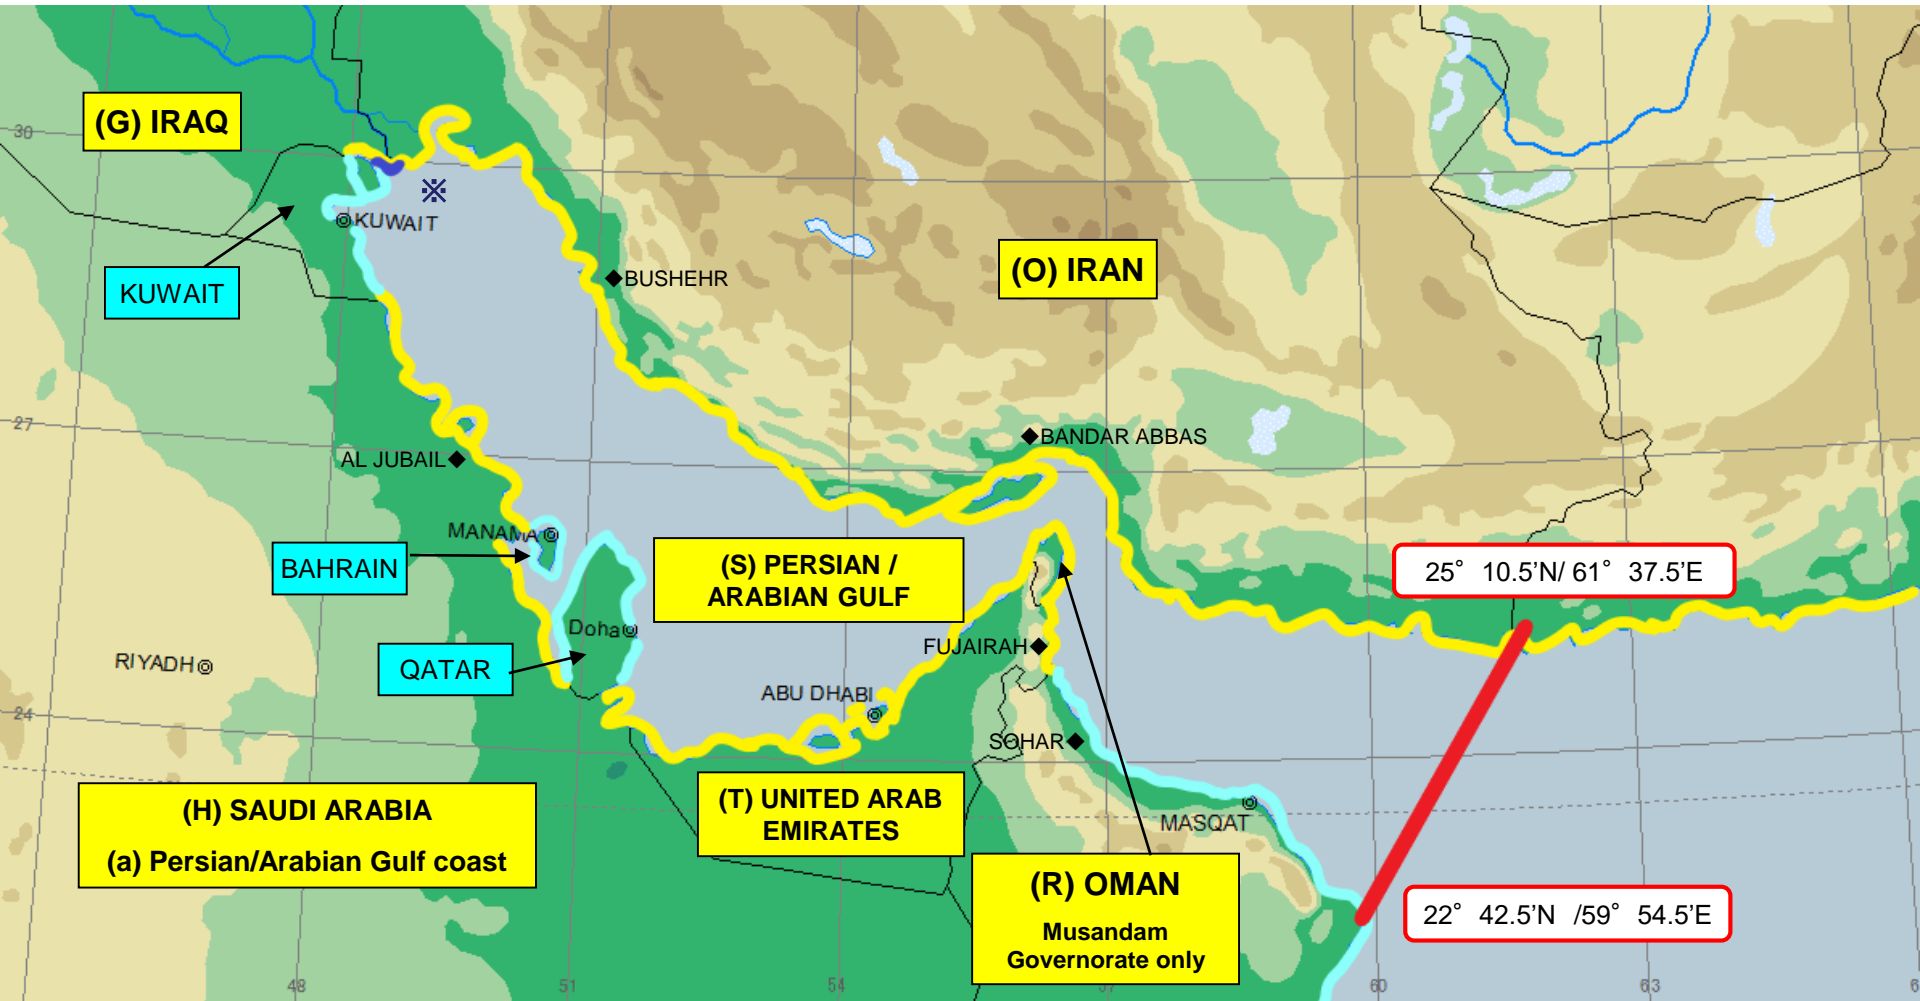 (G) IRAQ
30
※
KUWAIT
KUWAIT
BUSHEHR
(O) IRAN
27
AL JUBAIL
BANDAR ABBAS
MANAMA
BAHRAIN
(S) PERSIAN /
ARABIAN GULF
25° 10.5'N/ 61° 37.5'E
Doha
QATAR
RIYADH
FUJAIRAH
ABU DHABI
24
SOHAR
(H) SAUDI ARABIA
(a) Persian/Arabian Gulf coast
(T) UNITED ARAB
EMIRATES
MASQAT
(R) OMAN
Musandam
Governorate only
22° 42.5'N /59° 54.5'E
48
51
54
57
60
63